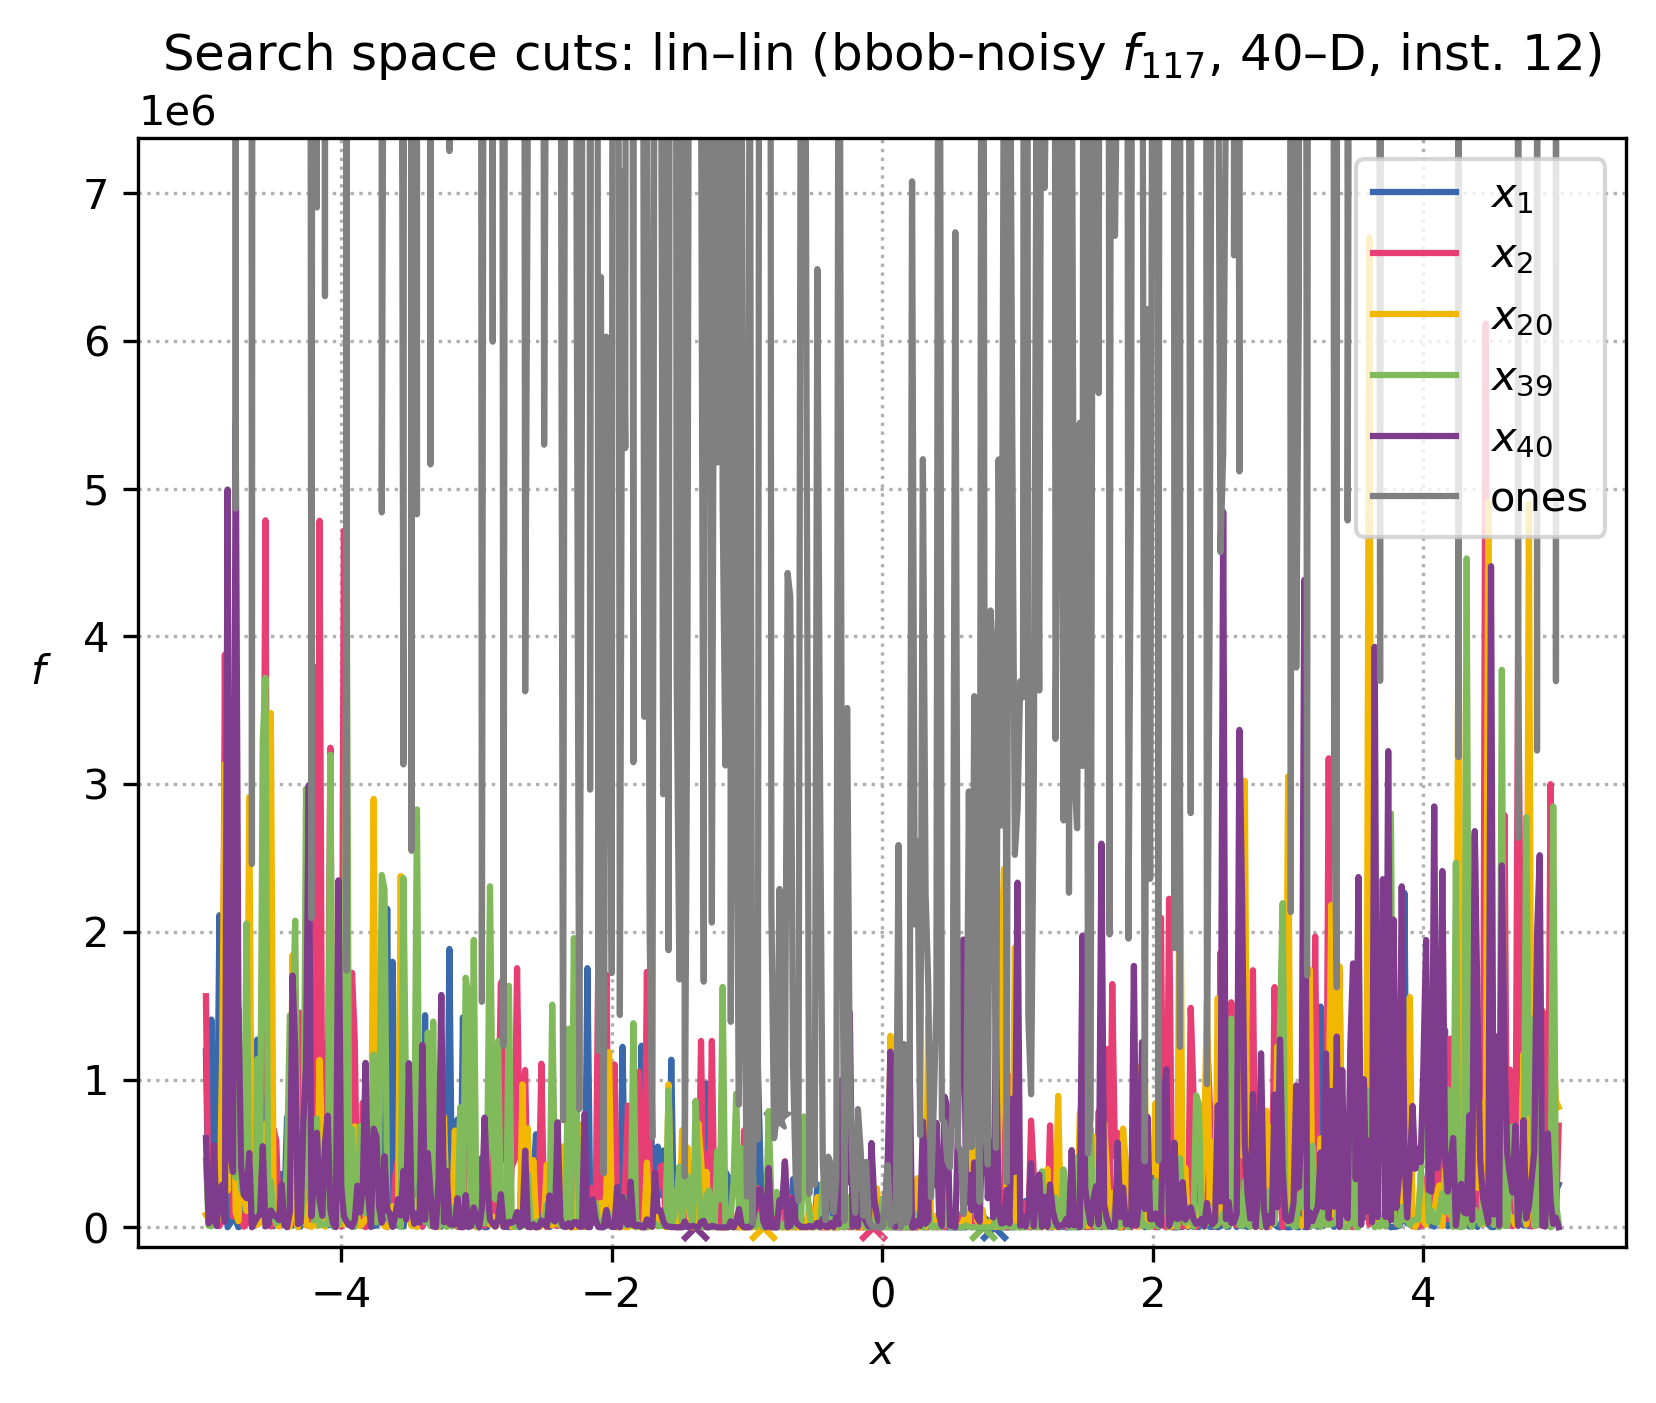 Search space cuts: lin–lin (bbob-noisy f117, 40–D, inst. 12)
1e6
7
6
5
4
3
2
1
0
f
−4
−2
0
2
4
x
x1
x2
x20
x39
x40
ones